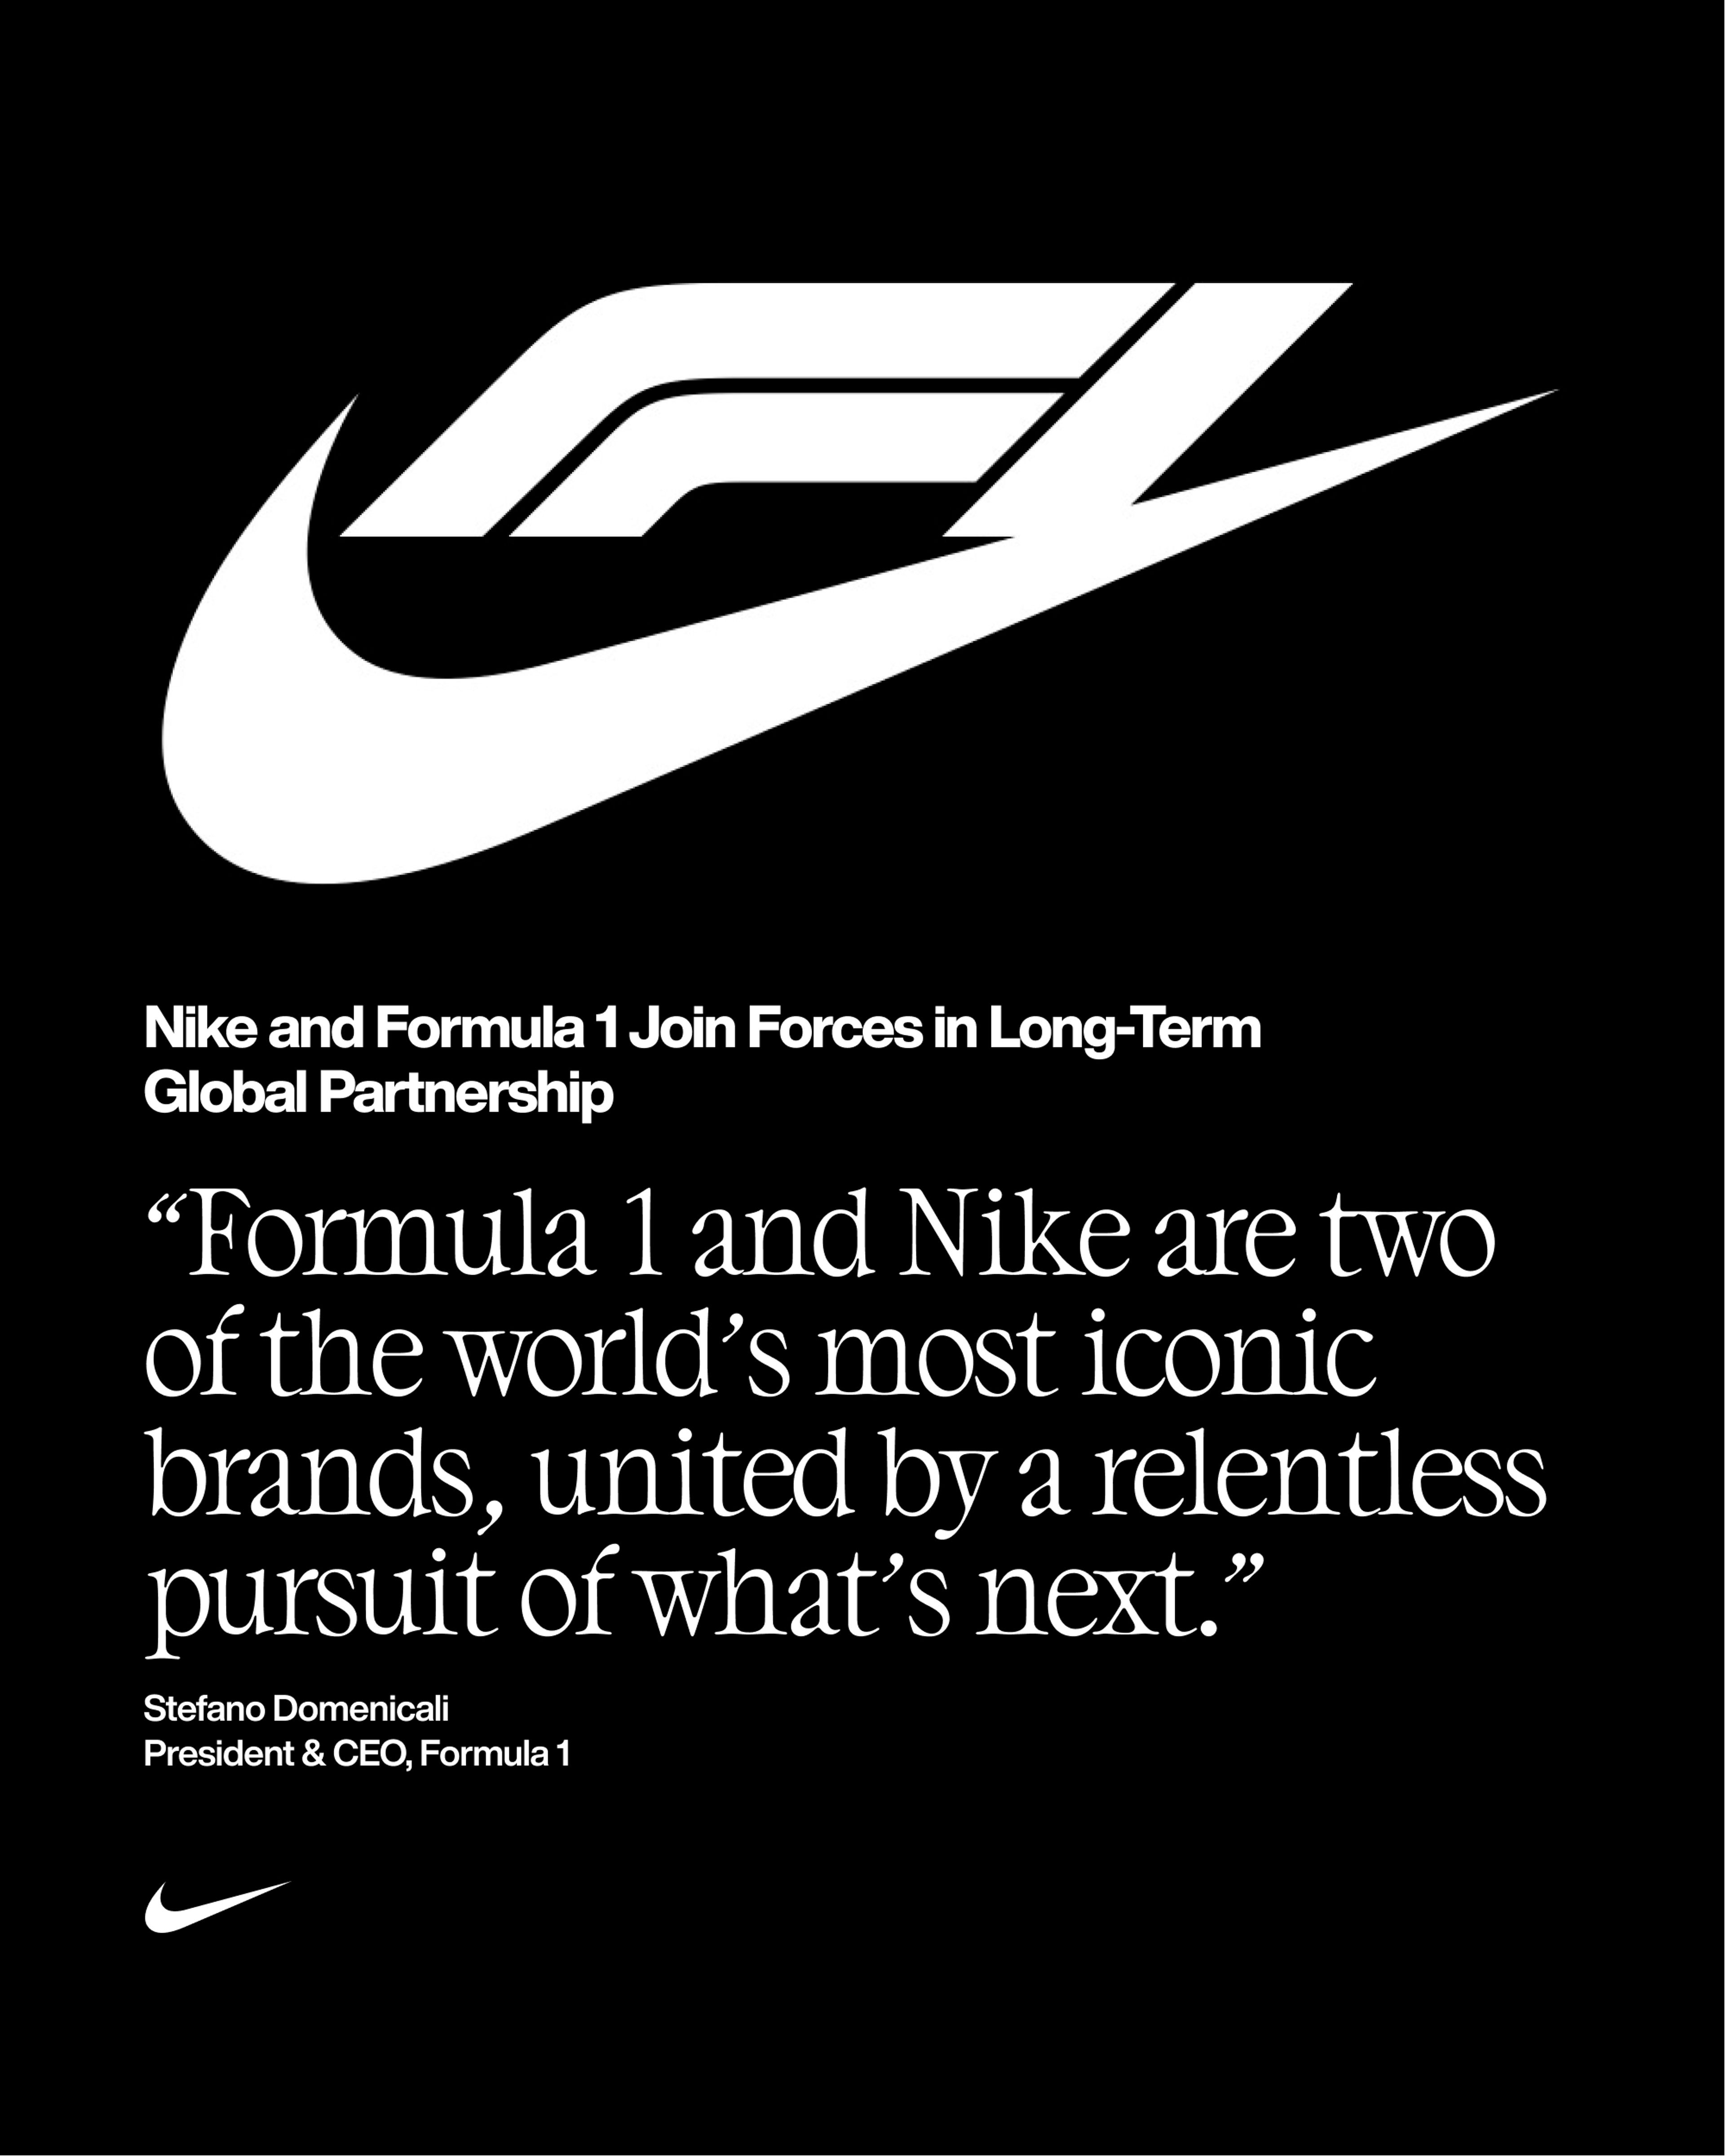 F1
Nike and Formula 1 Join Forces in Long-Term
Global Partnership
“Formula 1 and Nike are two
of the world’s most iconic
brands, united by a relentless
pursuit of what’s next.”
Stefano Domenicali
President & CEO, Formula 1